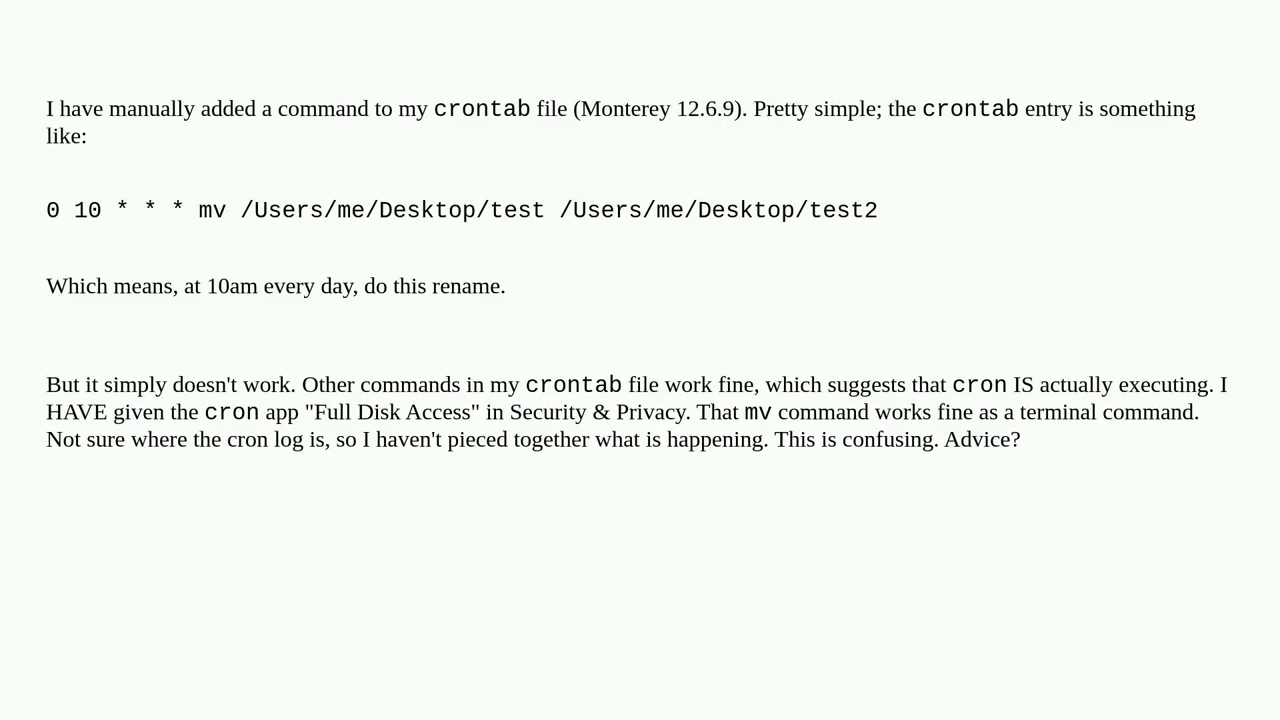 I have manually added a command to my crontab file (Monterey 12.6.9). Pretty simple; the crontab entry is something
like:
0 10 * * * mv /Users/me/Desktop/test /Users/me/Desktop/test2
Which means, at 10am every day, do this rename.
But it simply doesn't work. Other commands in my crontab file work fine, which suggests that cron IS actually executing. I
HAVE given the cron app "Full Disk Access" in Security & Privacy. That mv command works fine as a terminal command.
Not sure where the cron log is, so I haven't pieced together what is happening. This is confusing. Advice?